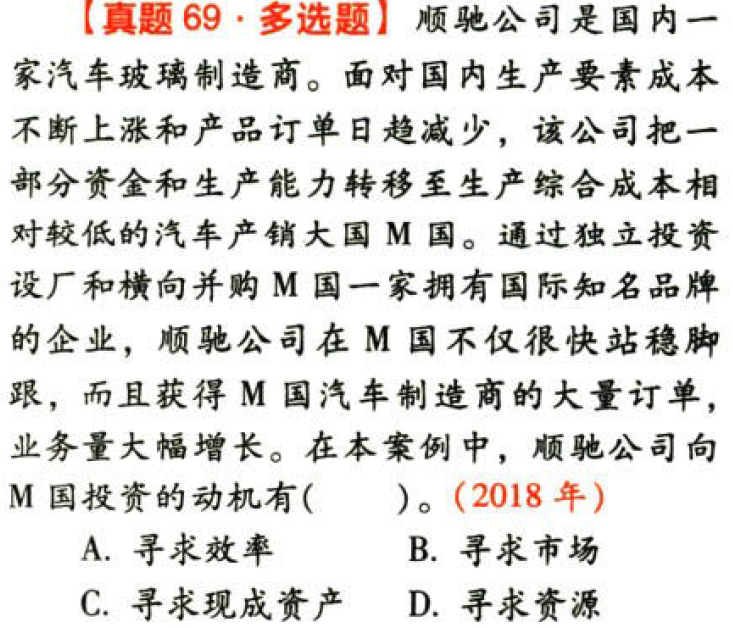 【真题 69·多选题】 顺驰公司是国内一
家汽车玻璃制造商。面对国内生产要素成本
不断上涨和产品订单日趋减少，该公司把一
部分资金和生产能力转移至生产综合成本相
对较低的汽车产销大国 M 国。通过独立投资
设厂和横向并购 M 国一家拥有国际知名品牌
的企业，顺驰公司在 M 国不仅很快站稳脚
跟，而且获得 M 国汽车制造商的大量订单，
业务量大幅增长。在本案例中，顺驰公司向
M 国投资的动机有(　　)。(2018 年)
A. 寻求效率　　B. 寻求市场
C. 寻求现成资产　　D. 寻求资源